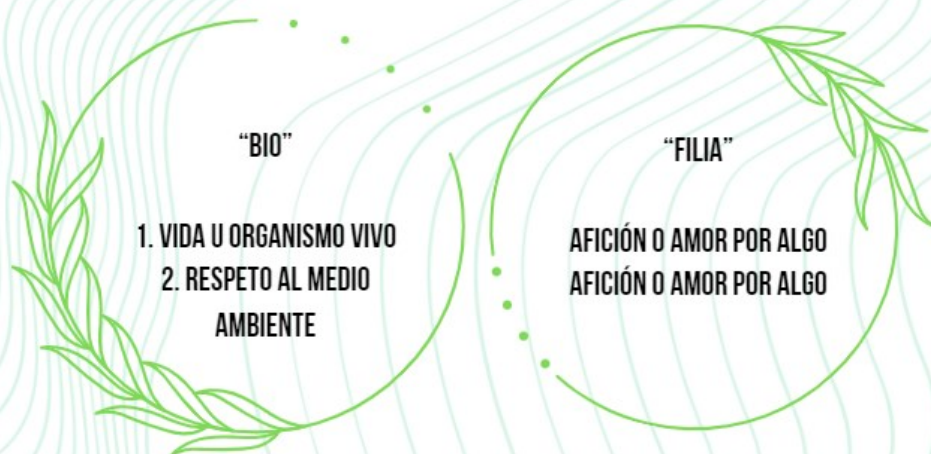 “BIO”
1. VIDA U ORGANISMO VIVO
2. RESPETO AL MEDIO
AMBIENTE
“FILIA”
AFICIÓN O AMOR POR ALGO
AFICIÓN O AMOR POR ALGO